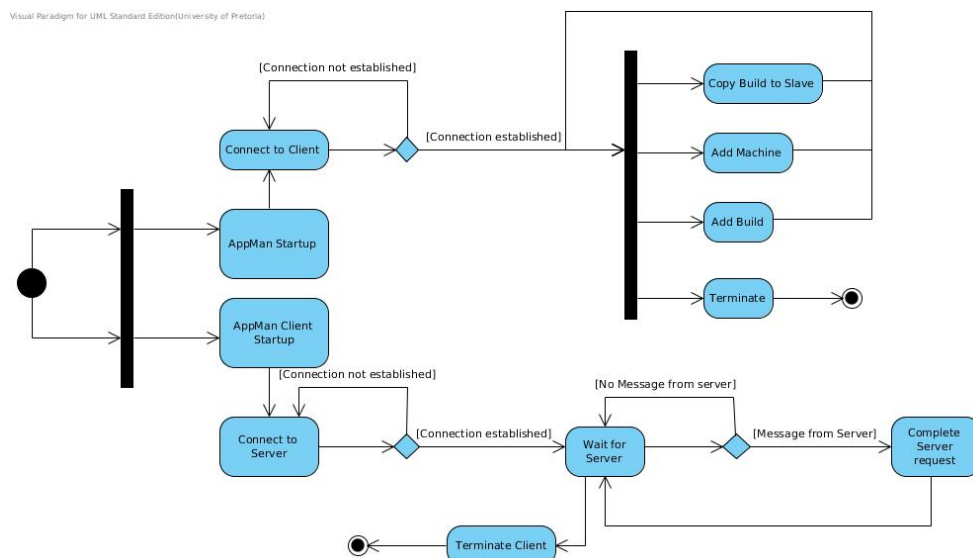 Visual Paradigm for UML Standard Edition(University of Pretoria)
[Connection not established]
Copy Build to Slave
[Connection established]
Connect to Client
Add Machine
AppMan Startup
Add Build
Terminate
AppMan Client
Startup
[Connection not established]
[No Message from server]
Connect to
Server
[Connection established]
Wait for
Server
[Message from Server]
Complete
Server
request
Terminate Client